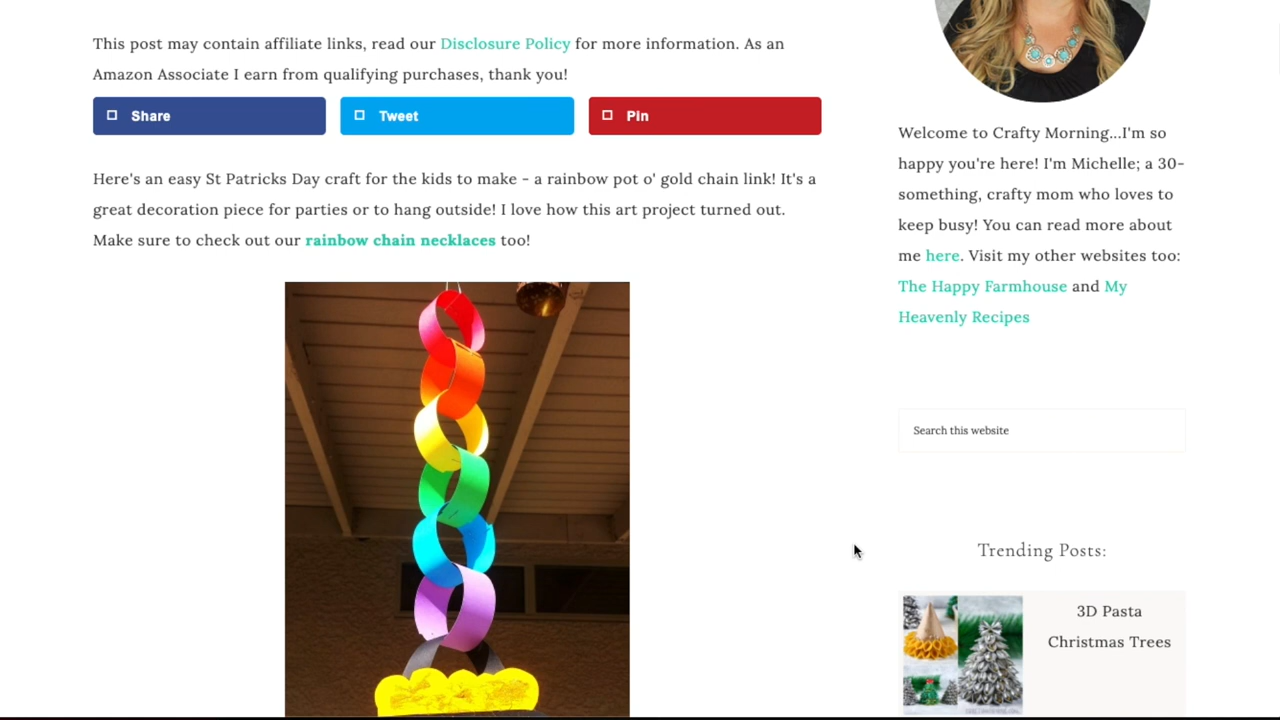 This post may contain affiliate links, read our Disclosure Policy for more information. As an
Amazon Associate I earn from qualifying purchases, thank you!
Share
Tweet
Pin
Here's an easy St Patricks Day craft for the kids to make - a rainbow pot o' gold chain link! It's a
great decoration piece for parties or to hang outside! I love how this art project turned out.
Make sure to check out our rainbow chain necklaces too!
Welcome to Crafty Morning...I'm so
happy you're here! I'm Michelle; a 30-
something, crafty mom who loves to
keep busy! You can read more about
me here. Visit my other websites too:
The Happy Farmhouse and My
Heavenly Recipes
Search this website
Trending Posts:
3D Pasta
Christmas Trees